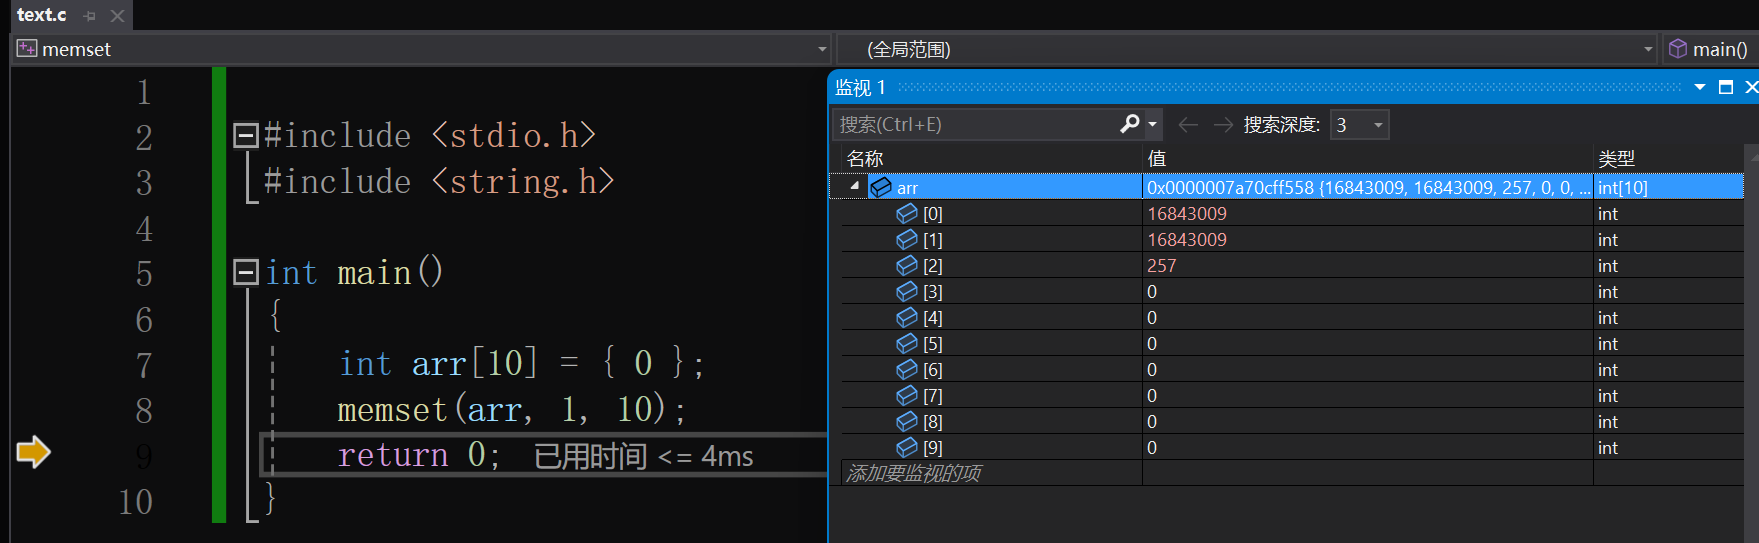 text.c
memset
(全局范围)
main()
1
2 #include <stdio.h>
3 #include <string.h>
4
5 int main()
6 {
7 int arr[10] = { 0 };
8 memset(arr, 1, 10);
9 return 0; 已用时间 <= 4ms
10 }
监视 1
搜索(Ctrl+E)
搜索深度: 3
名称 值 类型
arr 0x0000007a70cff558 {16843009, 16843009, 257, 0, 0, ... int[10]
[0] 16843009 int
[1] 16843009 int
[2] 257 int
[3] 0 int
[4] 0 int
[5] 0 int
[6] 0 int
[7] 0 int
[8] 0 int
[9] 0 int
添加要监视的项